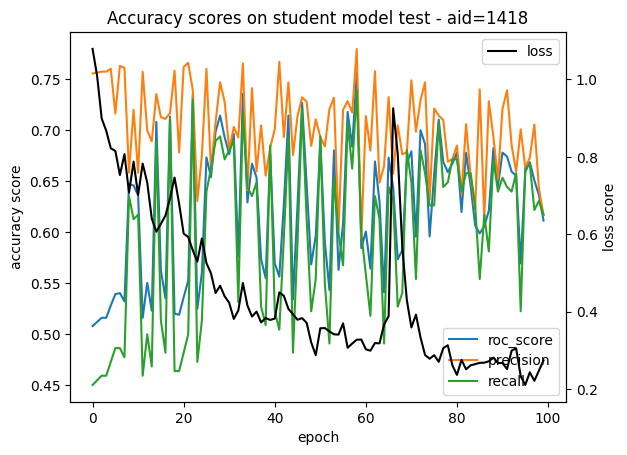 Accuracy scores on student model test - aid=1418
loss
0.75
0.70
0.65
0.60
0.55
0.50
0.45
1.0
0.8
0.6
0.4
0.2
accuracy score
loss score
roc_score
precision
recall
0
20
40
60
80
100
epoch